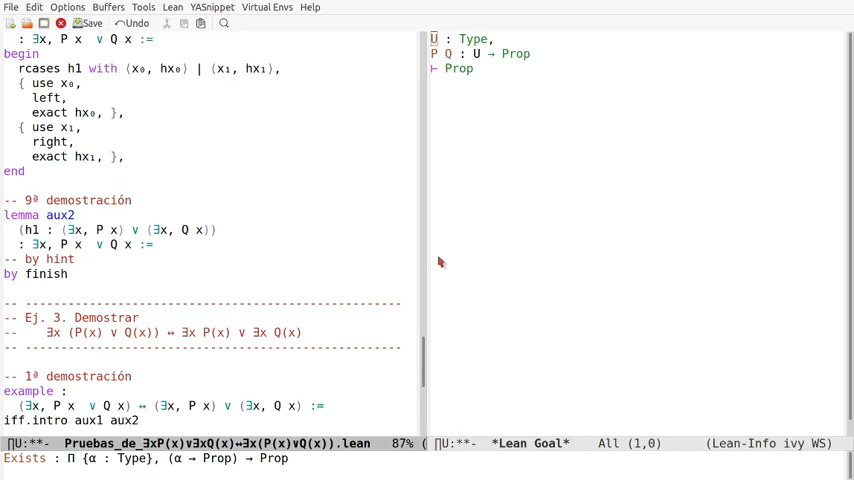 File Edit Options Buffers Tools Lean YASnippet Virtual Envs Help
Save Undo
: ∃x, P x ∨ Q x :=
begin
rcases h1 with ⟨x₀, hx₀⟩ | ⟨x₁, hx₁⟩,
{ use x₀,
left,
exact hx₀, },
{ use x₁,
right,
exact hx₁, },
end
-- 9ª demostración
lemma aux2
(h1 : (∃x, P x) ∨ (∃x, Q x))
: ∃x, P x ∨ Q x :=
-- by hint
by finish
-- ----------------------------------------------------
-- Ej. 3. Demostrar
-- ∃x (P(x) ∨ Q(x)) ↔ ∃x P(x) ∨ ∃x Q(x)
-- ----------------------------------------------------
-- 1ª demostración
example :
(∃x, P x ∨ Q x) ↔ (∃x, P x) ∨ (∃x, Q x) :=
iff.intro aux1 aux2
∏U:**- Pruebas_de_∃xP(x)∨∃xQ(x)↔∃x(P(x)∨Q(x)).lean 87% (
Exists : Π {α : Type}, (α → Prop) → Prop
U : Type,
P Q : U → Prop
⊢ Prop
∏U:**- *Lean Goal* All (1,0) (Lean-Info ivy WS)